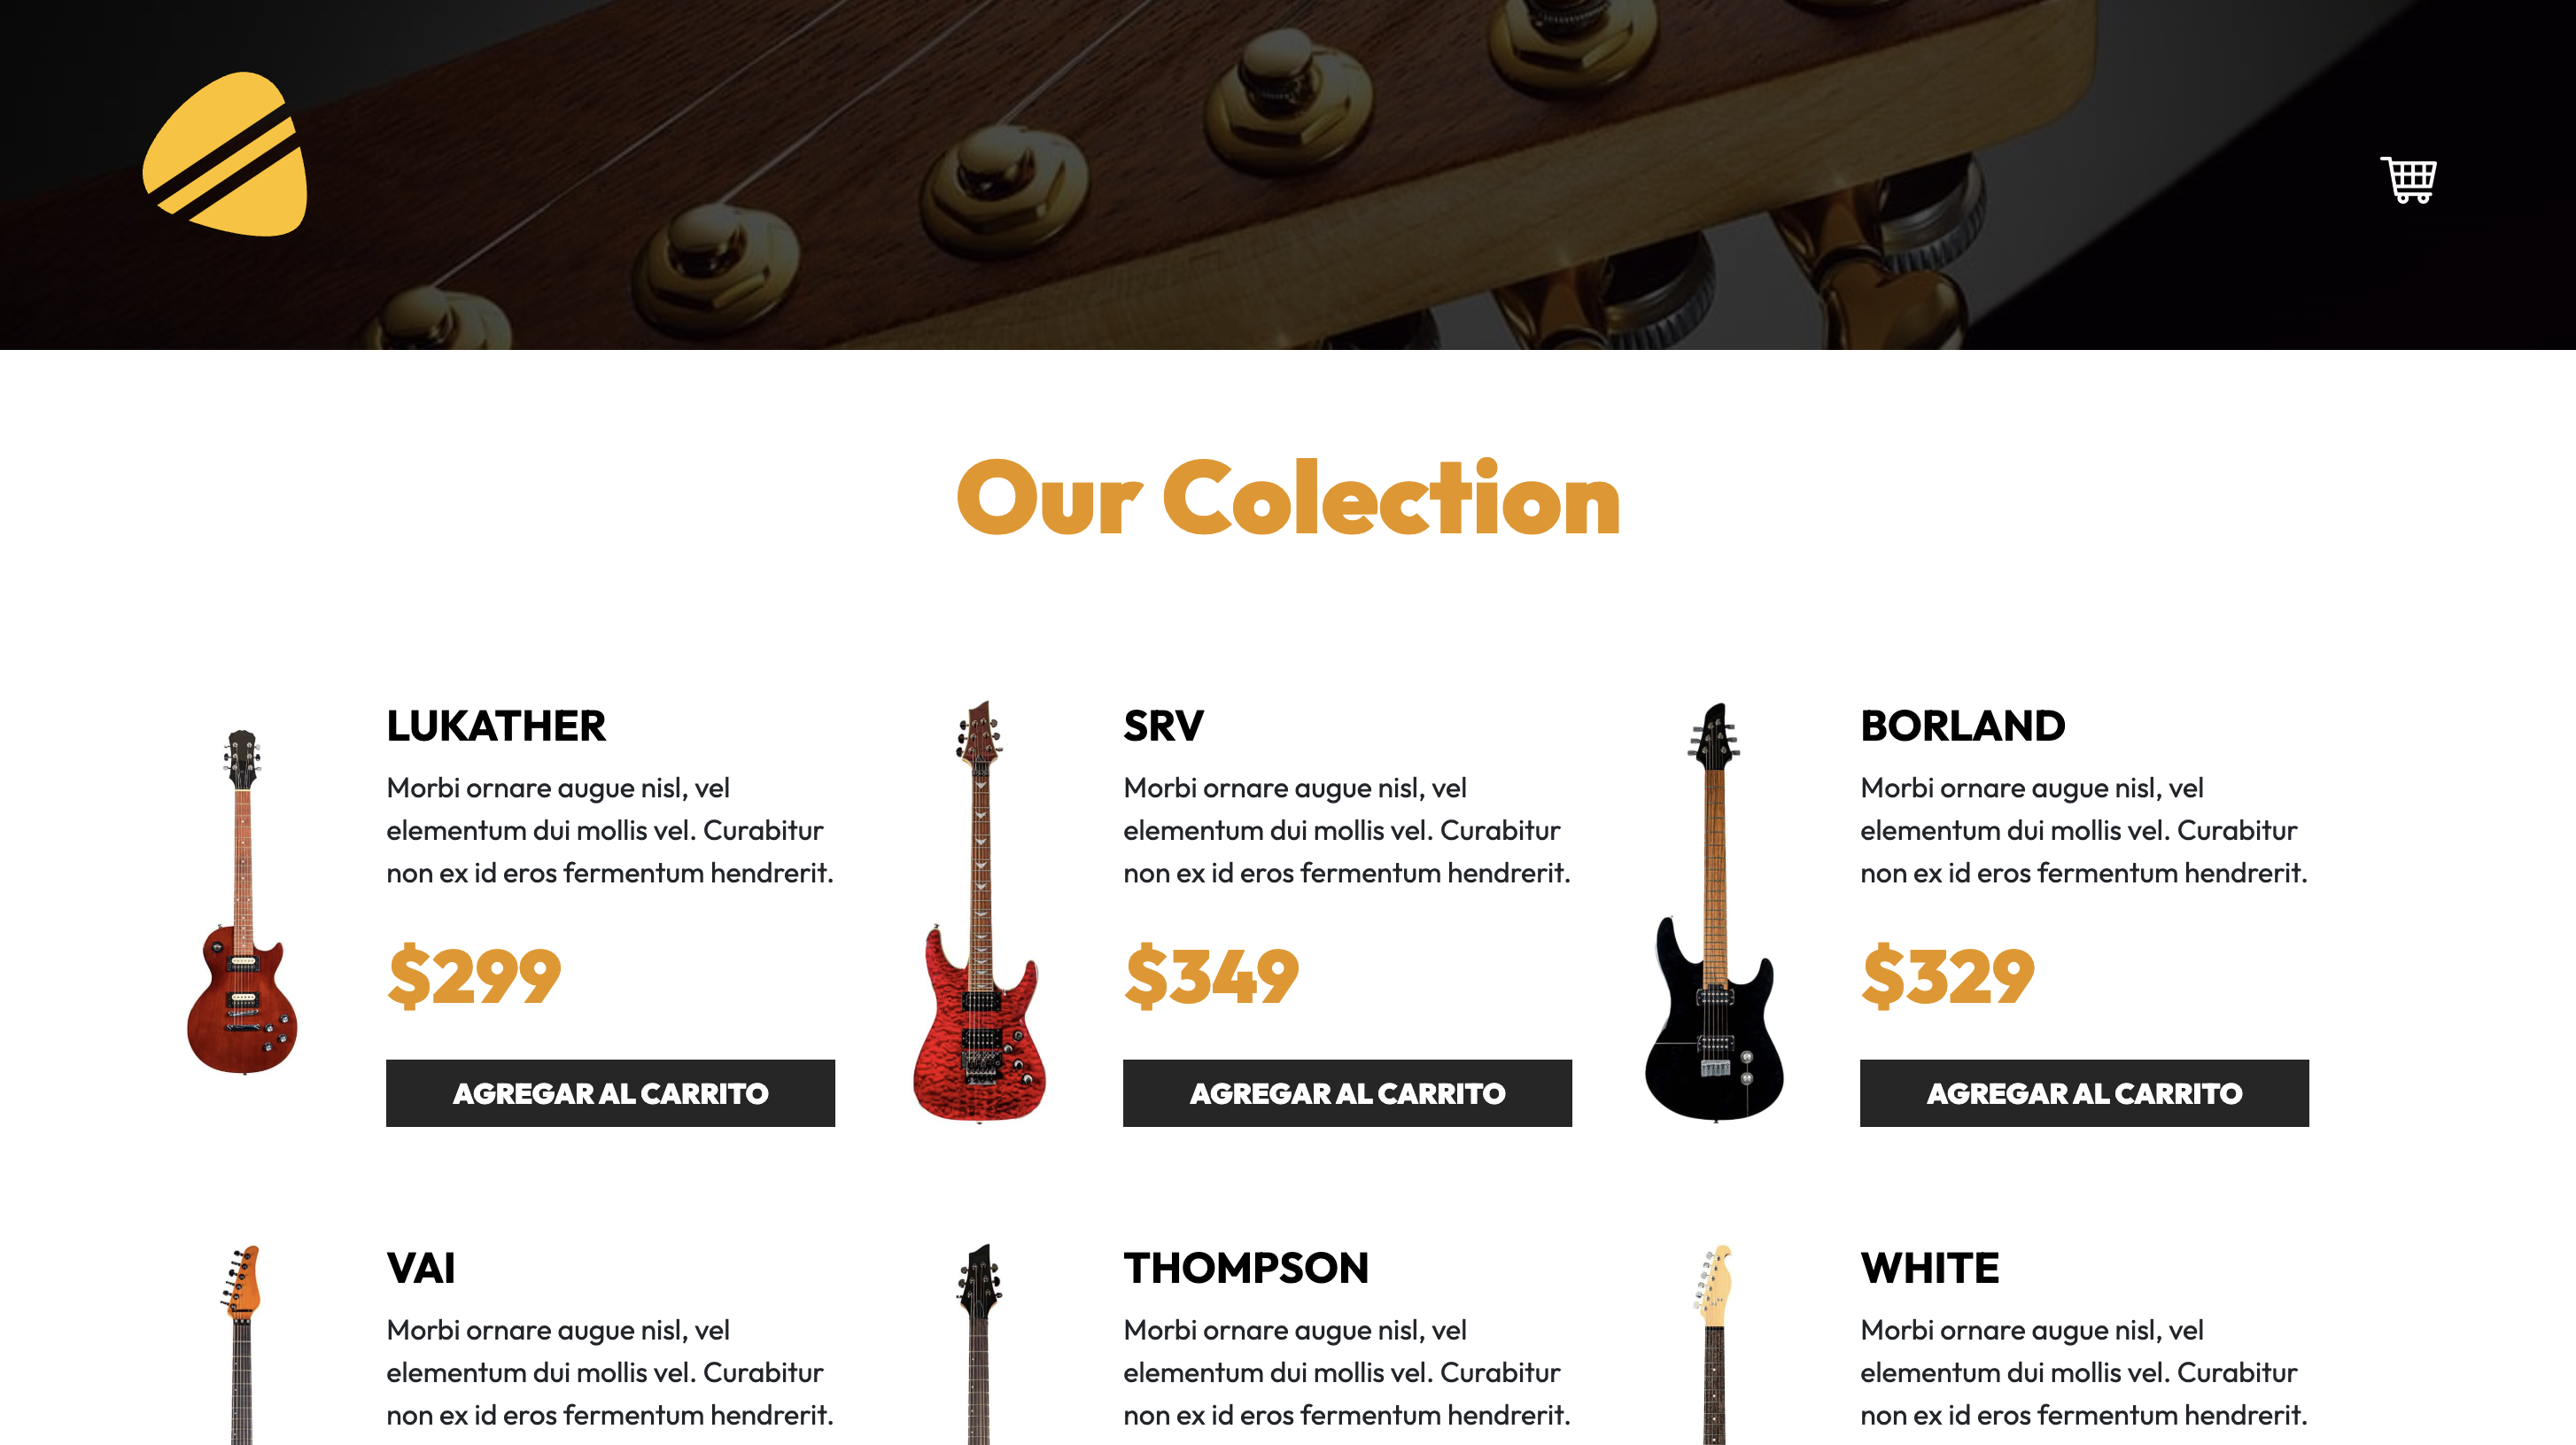 Our Colection
LUKATHER
Morbi ornare augue nisl, vel
elementum dui mollis vel. Curabitur
non ex id eros fermentum hendrerit.
$299
AGREGAR AL CARRITO
SRV
Morbi ornare augue nisl, vel
elementum dui mollis vel. Curabitur
non ex id eros fermentum hendrerit.
$349
AGREGAR AL CARRITO
BORLAND
Morbi ornare augue nisl, vel
elementum dui mollis vel. Curabitur
non ex id eros fermentum hendrerit.
$329
AGREGAR AL CARRITO
VAI
Morbi ornare augue nisl, vel
elementum dui mollis vel. Curabitur
non ex id eros fermentum hendrerit.
THOMPSON
Morbi ornare augue nisl, vel
elementum dui mollis vel. Curabitur
non ex id eros fermentum hendrerit.
WHITE
Morbi ornare augue nisl, vel
elementum dui mollis vel. Curabitur
non ex id eros fermentum hendrerit.